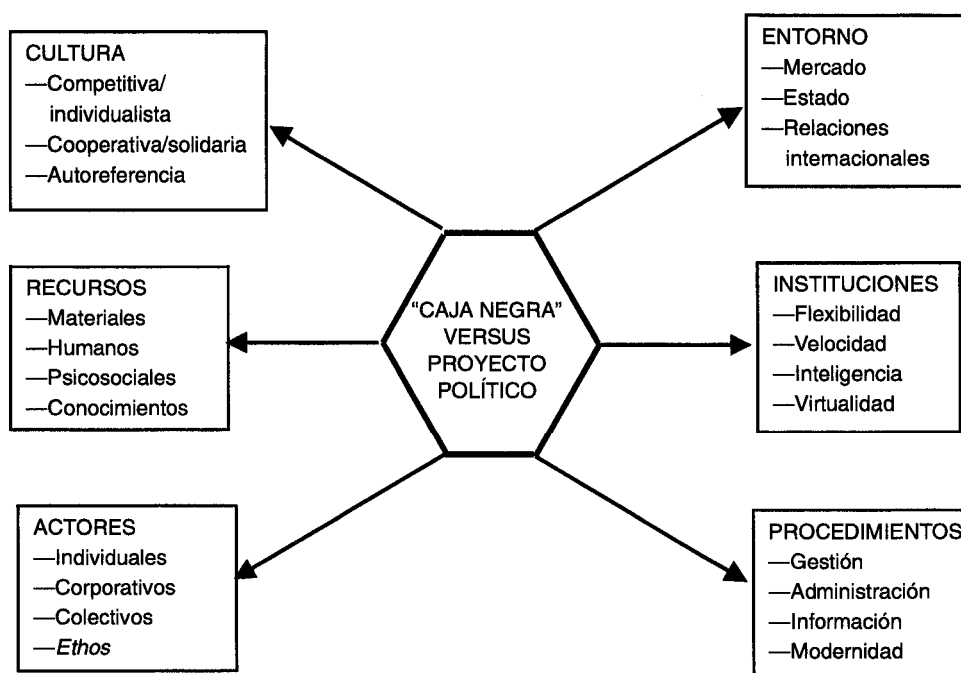 CULTURA
—Competitiva/
individualista
—Cooperativa/solidaria
—Autoreferencia
ENTORNO
—Mercado
—Estado
—Relaciones
internacionales
RECURSOS
—Materiales
—Humanos
—Psicosociales
—Conocimientos
“CAJA NEGRA”
VERSUS
PROYECTO
POLÍTICO
INSTITUCIONES
—Flexibilidad
—Velocidad
—Inteligencia
—Virtualidad
ACTORES
—Individuales
—Corporativos
—Colectivos
—Ethos
PROCEDIMIENTOS
—Gestión
—Administración
—Información
—Modernidad